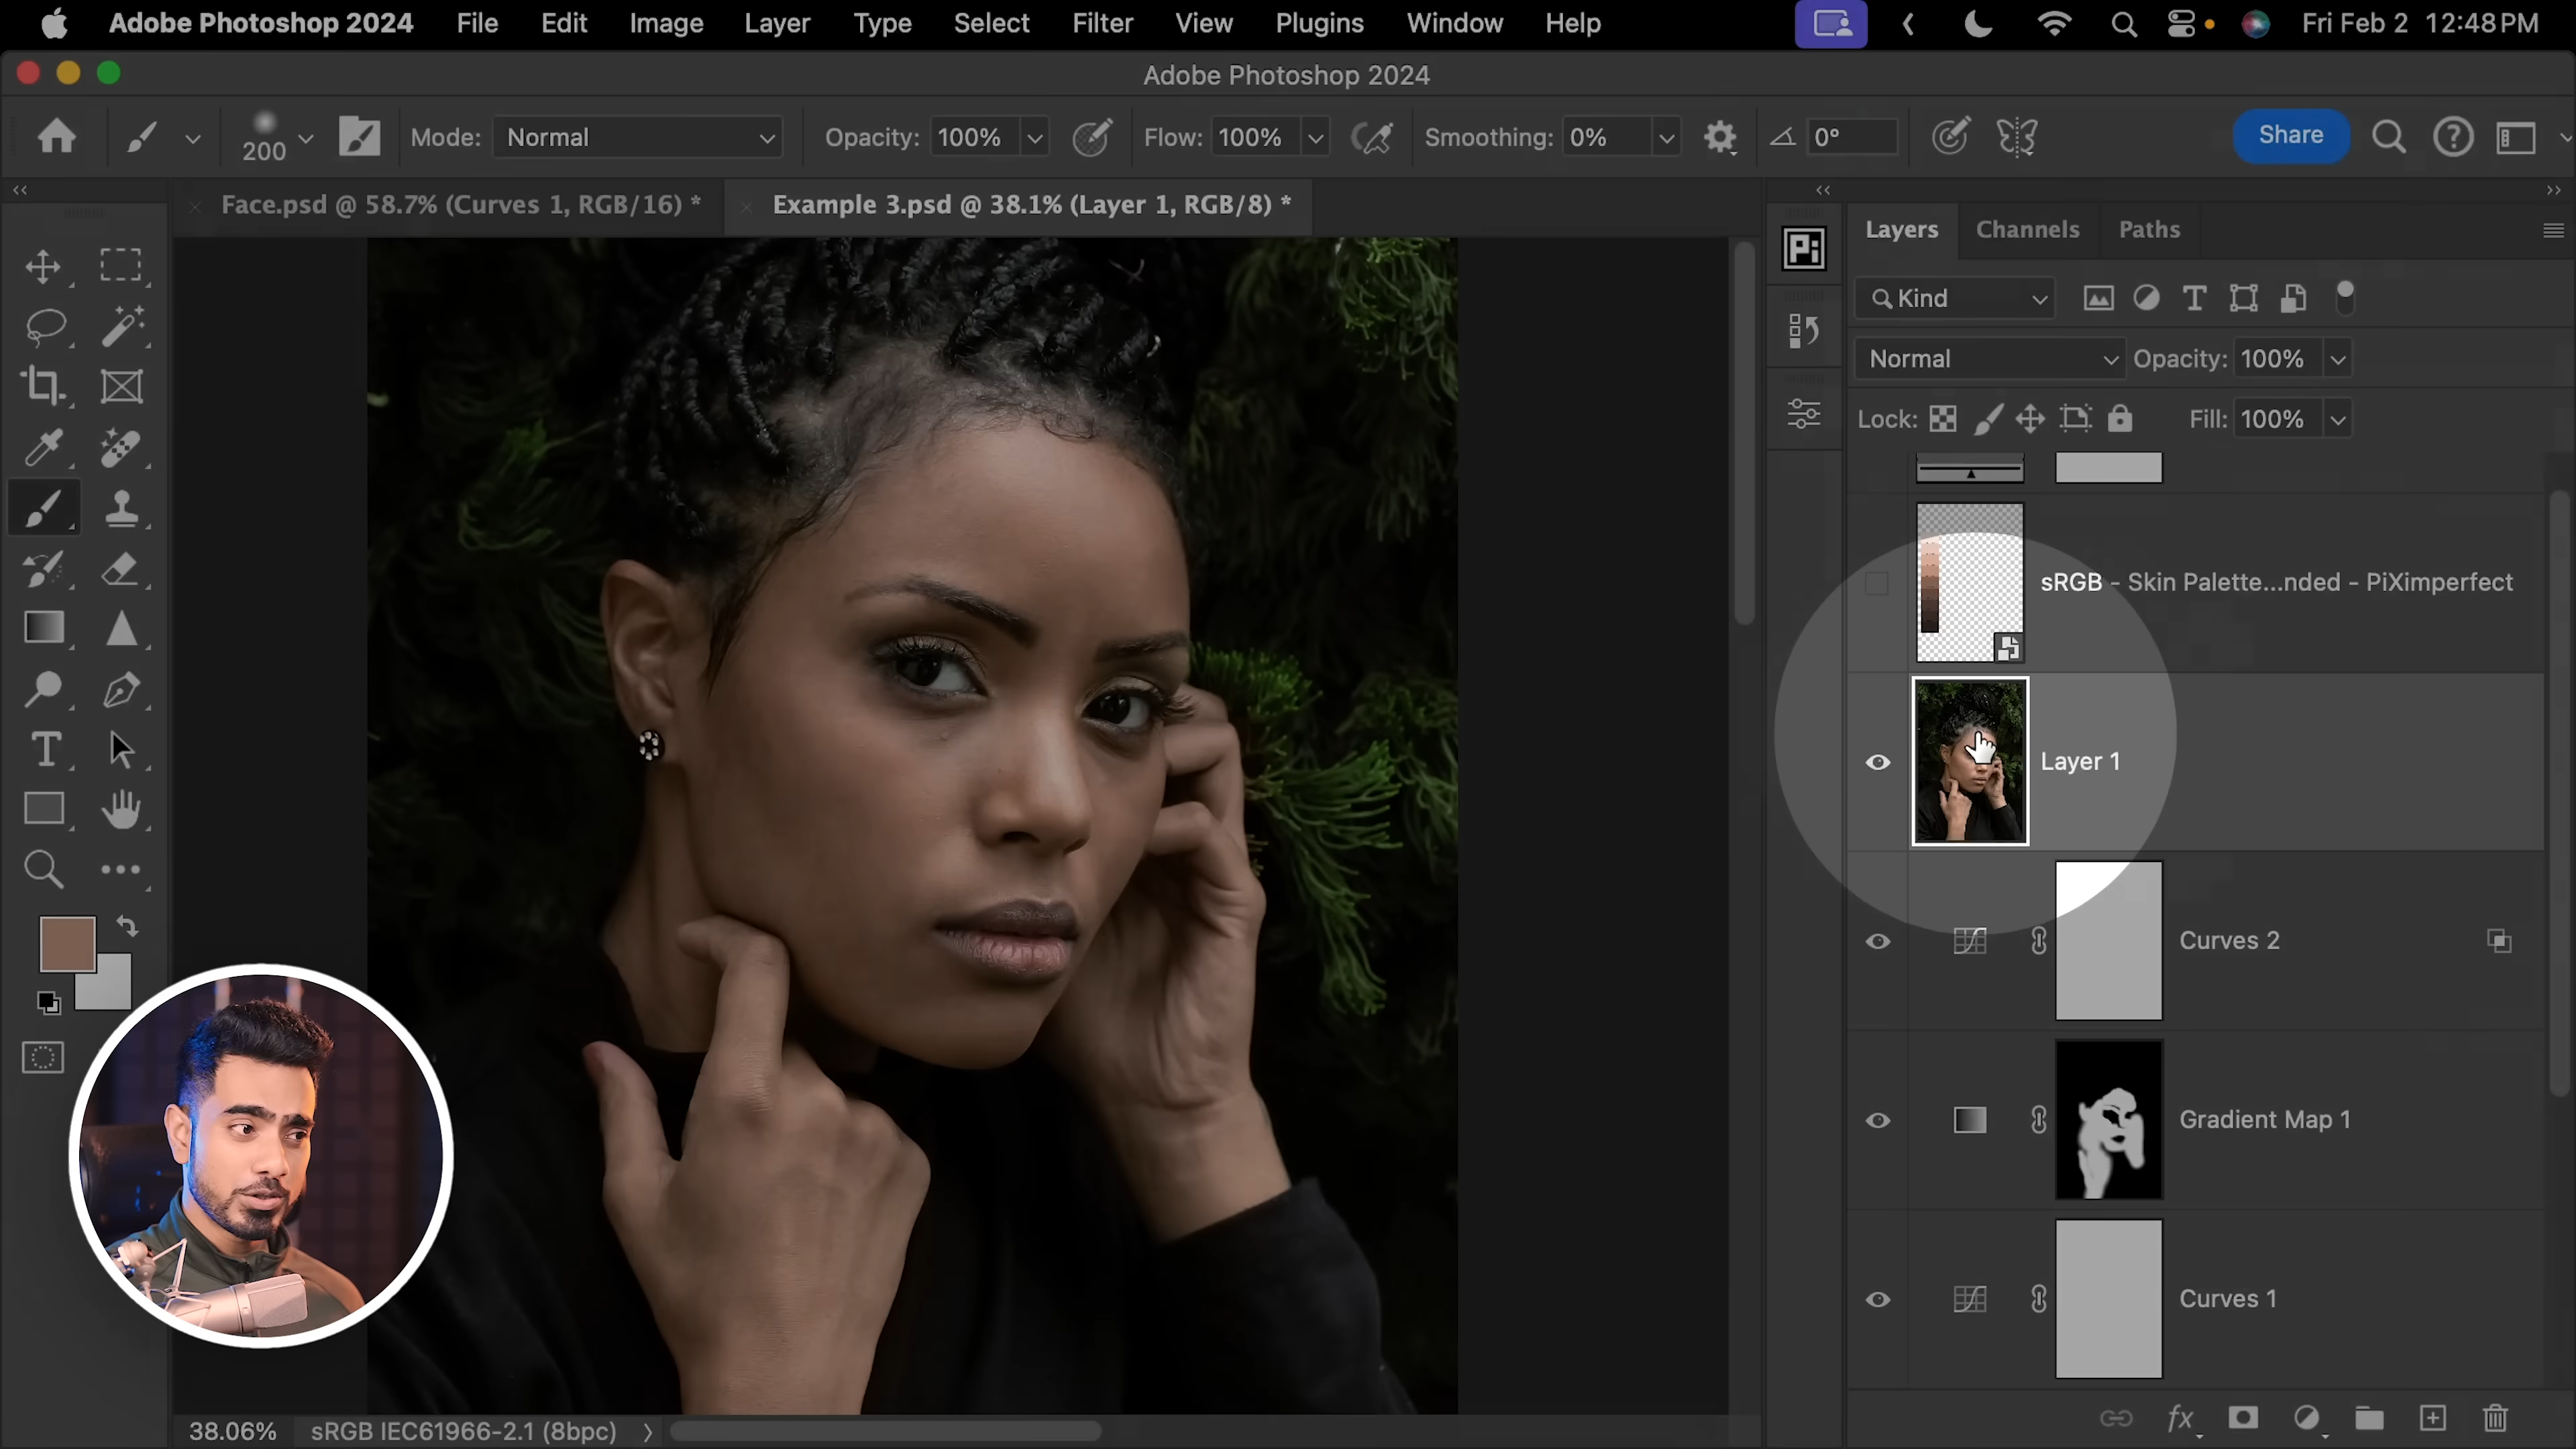 Adobe Photoshop 2024 File Edit Image Layer Type Select Filter View Plugins Window Help Fri Feb 2 12:48 PM
Adobe Photoshop 2024
200 Mode: Normal Opacity: 100% Flow: 100% Smoothing: 0% 0° Share
Face.psd @ 58.7% (Curves 1, RGB/16) * Example 3.psd @ 38.1% (Layer 1, RGB/8) *
Pi
Layers Channels Paths
Kind
Normal Opacity: 100%
Lock: Fill: 100%
sRGB - Skin Palette...nded - PiXimperfect
Layer 1
Curves 2
Gradient Map 1
Curves 1
fx
38.06% sRGB IEC61966-2.1 (8bpc)